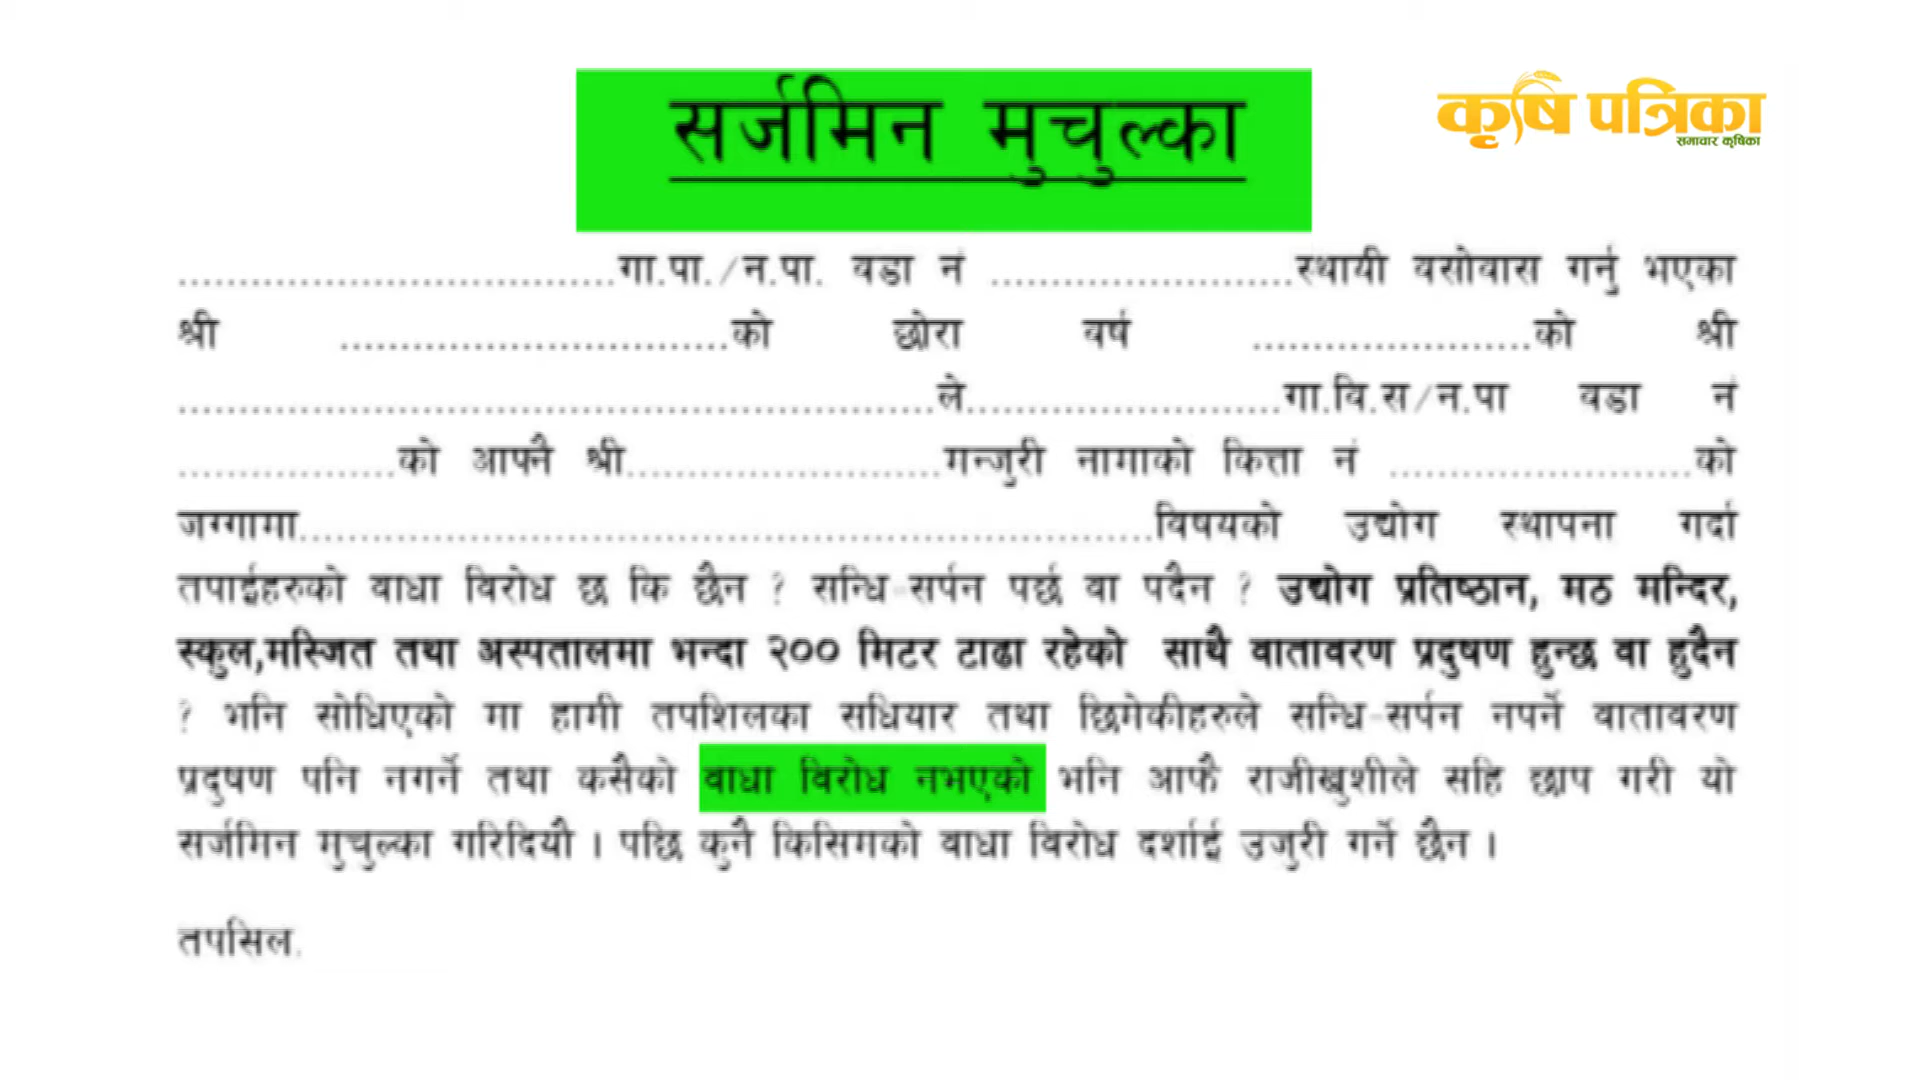 सर्जमिन मुचुल्का
कृषि पत्रिका
समाचार कृषिका
....................................गा.पा./न.पा. वडा नं .........................स्थायी वसोवास गर्नु भएका
श्री ................................को छोरा वर्ष .......................को श्री
...............................................................ले..........................गा.वि.स/न.पा वडा नं
..................को आफ्नै श्री..........................मन्जुरी नामाको कित्ता नं .........................को
जग्गामा......................................................................विषयको उद्योग स्थापना गर्दा
तपाईहरुको वाधा विरोध छ कि छैन ? सन्धि-सर्पन पर्छ वा पदैन ? उद्योग प्रतिष्ठान, मठ मन्दिर,
स्कुल,मस्जित तथा अस्पतालमा भन्दा २०० मिटर टाढा रहेको साथै वातावरण प्रदुषण हुन्छ वा हुदैन
? भनि सोधिएको मा हामी तपशिलका सधियार तथा छिमेकीहरुले सन्धि-सर्पन नपर्ने वातावरण
प्रदुषण पनि नगर्ने तथा कसैको वाधा विरोध नभएको भनि आफै राजीखुशीले सहि छाप गरी यो
सर्जमिन मुचुल्का गरिदियौ । पछि कुनै किसिमको वाधा विरोध दर्शाई उजुरी गर्ने छैन ।
तपसिल.